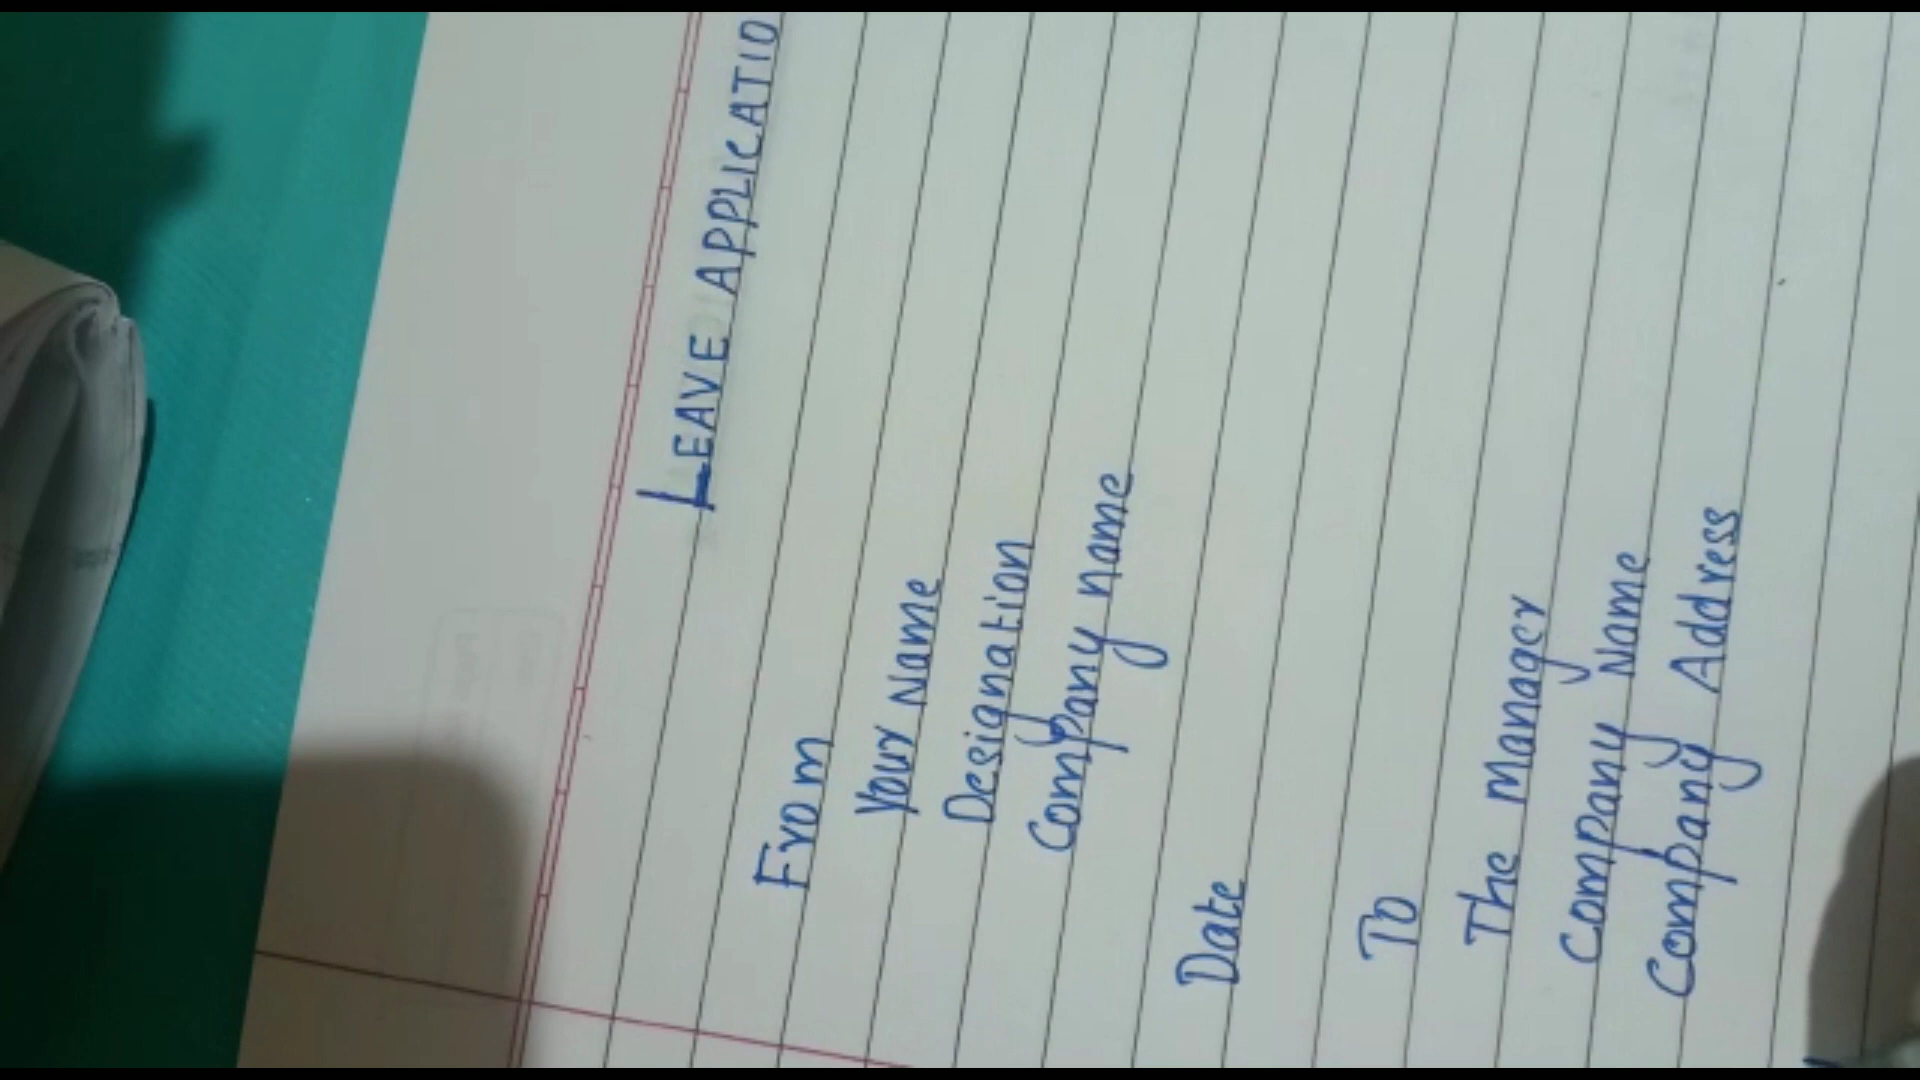 LEAVE APPLICATIO
From
Your Name
Designation
Company name
Date
To
The Manager
Company Name
Company Address